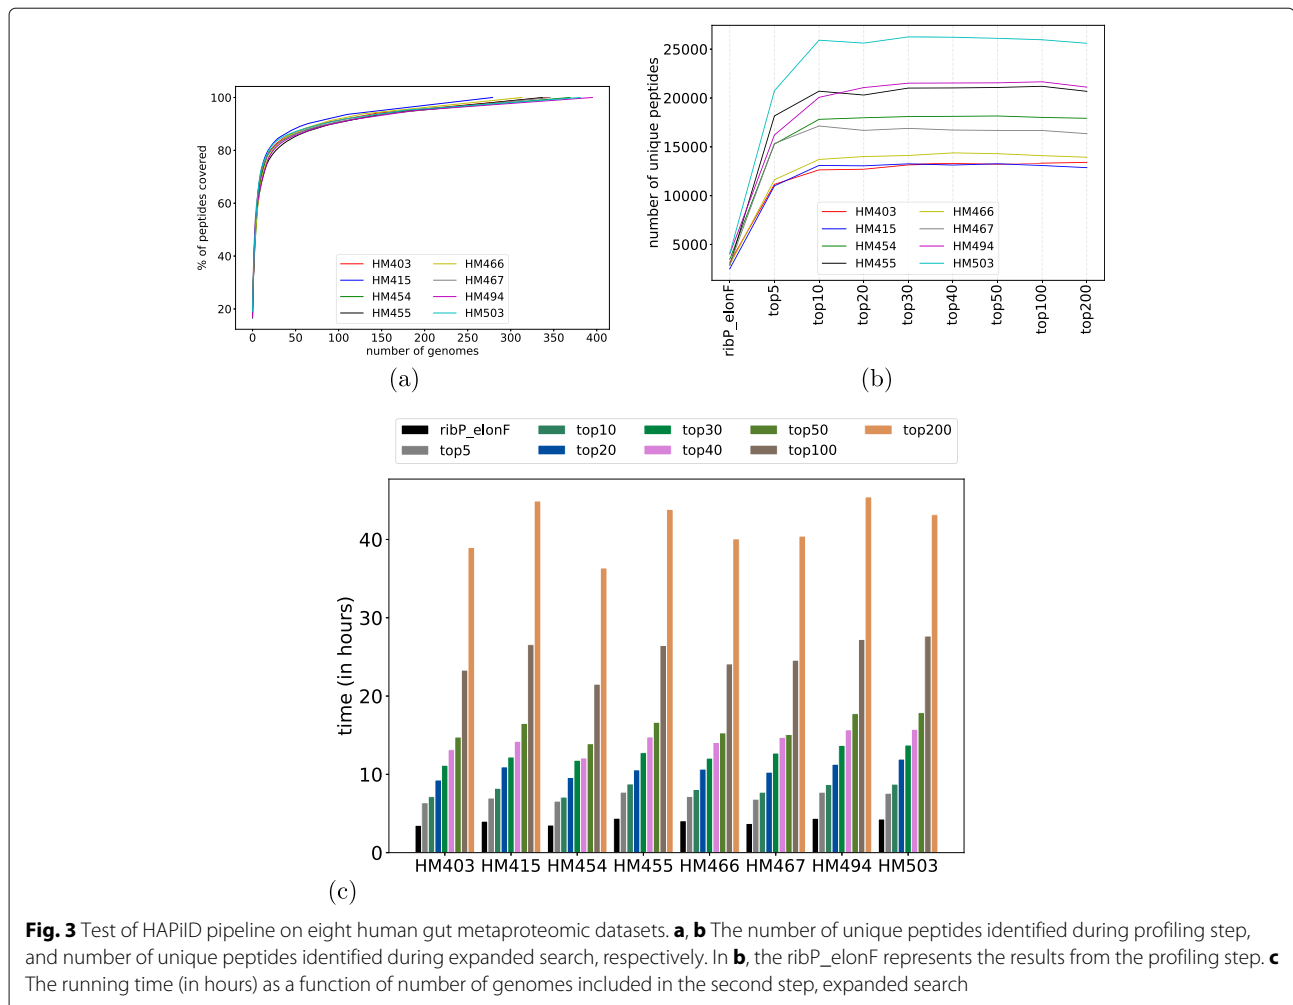 100
80
60
40
20
% of peptides covered
HM403
HM415
HM454
HM455
HM466
HM467
HM494
HM503
0 50 100 150 200 250 300 350 400
number of genomes
(a)
25000
20000
15000
10000
5000
number of unique peptides
HM403
HM415
HM454
HM455
HM466
HM467
HM494
HM503
ribP_elonF
top5
top10
top20
top30
top40
top50
top100
top200
(b)
ribP_elonF
top5
top10
top20
top30
top40
top50
top100
top200
40
30
20
10
0
time (in hours)
HM403 HM415 HM454 HM455 HM466 HM467 HM494 HM503
(c)
Fig. 3 Test of HAPiID pipeline on eight human gut metaproteomic datasets. a, b The number of unique peptides identified during profiling step,
and number of unique peptides identified during expanded search, respectively. In b, the ribP_elonF represents the results from the profiling step. c
The running time (in hours) as a function of number of genomes included in the second step, expanded search